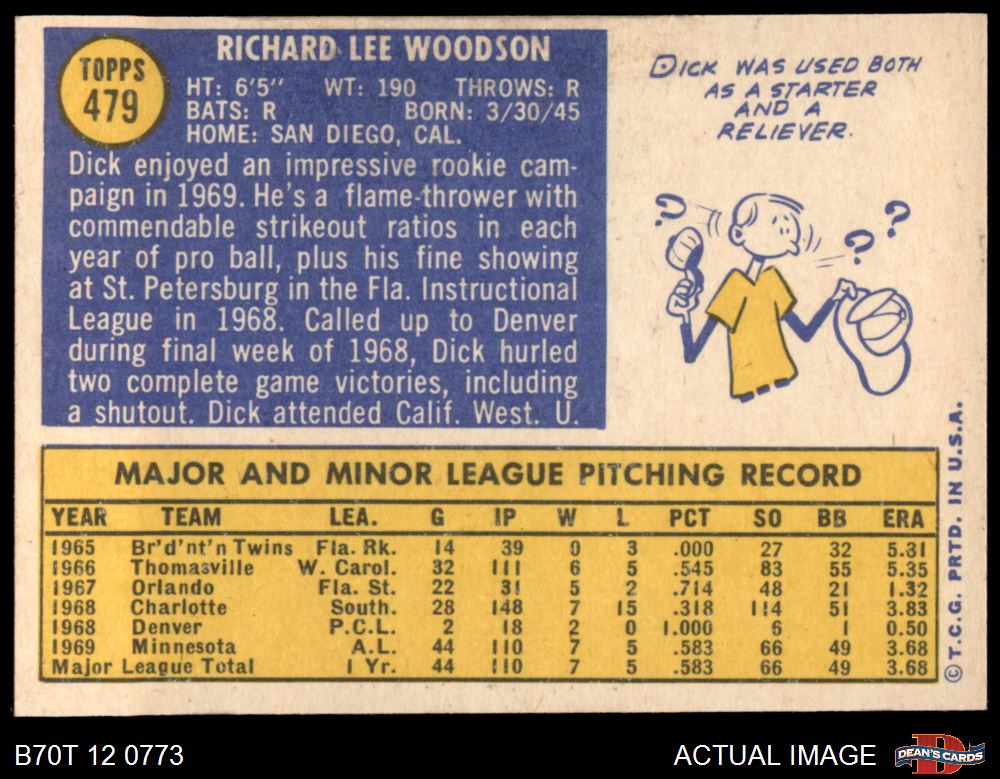 TOPPS
479
RICHARD LEE WOODSON
HT: 6'5" WT: 190 THROWS: R
BATS: R BORN: 3/30/45
HOME: SAN DIEGO, CAL.
Dick enjoyed an impressive rookie cam-
paign in 1969. He's a flame-thrower with
commendable strikeout ratios in each
year of pro ball, plus his fine showing
at St. Petersburg in the Fla. Instructional
League in 1968. Called up to Denver
during final week of 1968, Dick hurled
two complete game victories, including
a shutout. Dick attended Calif. West. U.
DICK WAS USED BOTH
AS A STARTER
AND A
RELIEVER.
? ? ?
MAJOR AND MINOR LEAGUE PITCHING RECORD
YEAR TEAM LEA. G IP W L PCT SO BB ERA
1965 Br'd'nt'n Twins Fla. Rk. 14 39 0 3 .000 27 32 5.31
1966 Thomasville W. Carol. 32 111 6 5 .545 83 55 5.35
1967 Orlando Fla. St. 22 31 5 2 .714 48 21 1.32
1968 Charlotte South. 28 148 7 15 .318 114 51 3.83
1968 Denver P.C.L. 2 18 2 0 1.000 6 1 0.50
1969 Minnesota A.L. 44 110 7 5 .583 66 49 3.68
Major League Total 1 Yr. 44 110 7 5 .583 66 49 3.68
© T.C.G. PRTD. IN U.S.A.
B70T 12 0773
ACTUAL IMAGE
DEAN'S CARDS